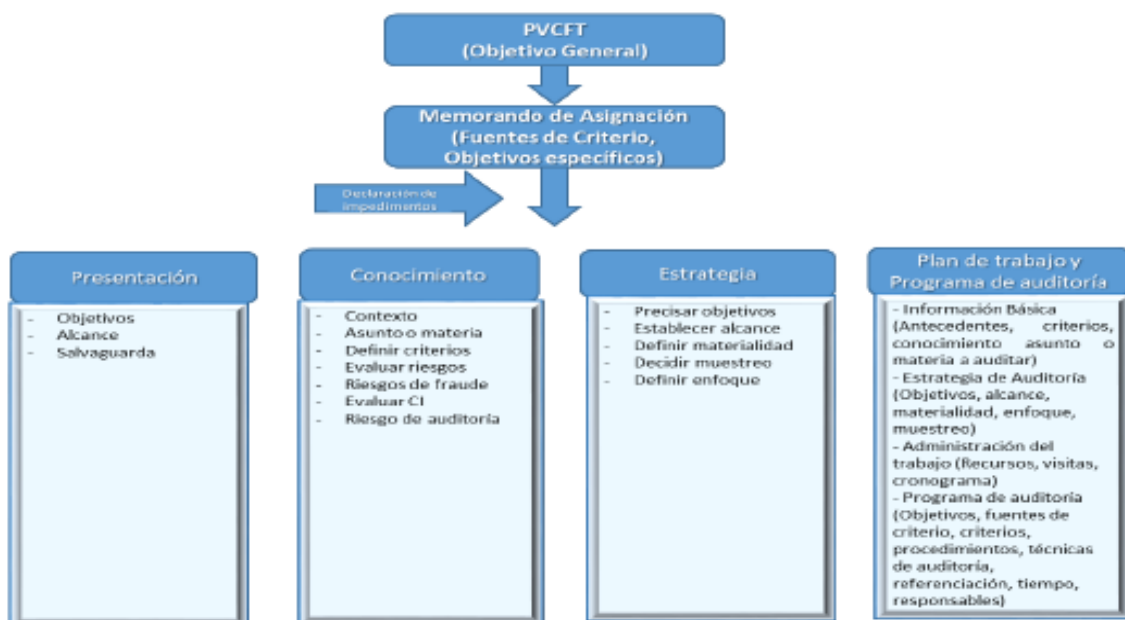 PVCFT
(Objetivo General)
Memorando de Asignación
(Fuentes de Criterio,
Objetivos específicos)
Declaración de
impedimentos
Presentación
- Objetivos
- Alcance
- Salvaguarda
Conocimiento
- Contexto
- Asunto o materia
- Definir criterios
- Evaluar riesgos
- Riesgos de fraude
- Evaluar CI
- Riesgo de auditoría
Estrategia
- Precisar objetivos
- Establecer alcance
- Definir materialidad
- Decidir muestreo
- Definir enfoque
Plan de trabajo y
Programa de auditoría
- Información Básica
(Antecedentes, criterios,
conocimiento asunto o
materia a auditar)
- Estrategia de Auditoría
(Objetivos, alcance,
materialidad, enfoque,
muestreo)
- Administración del
trabajo (Recursos, visitas,
cronograma)
- Programa de auditoría
(Objetivos, fuentes de
criterio, criterios,
procedimientos, técnicas
de auditoría,
referenciación, tiempo,
responsables)